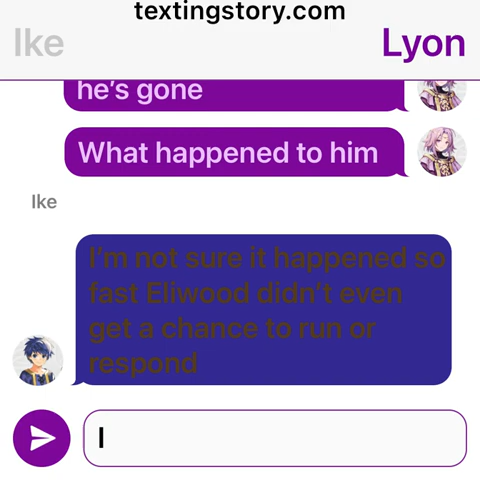 textingstory.com
Ike
Lyon
he's gone
What happened to him
Ike
I'm not sure it happened so
fast Eliwood didn't even
get a chance to run or
respond